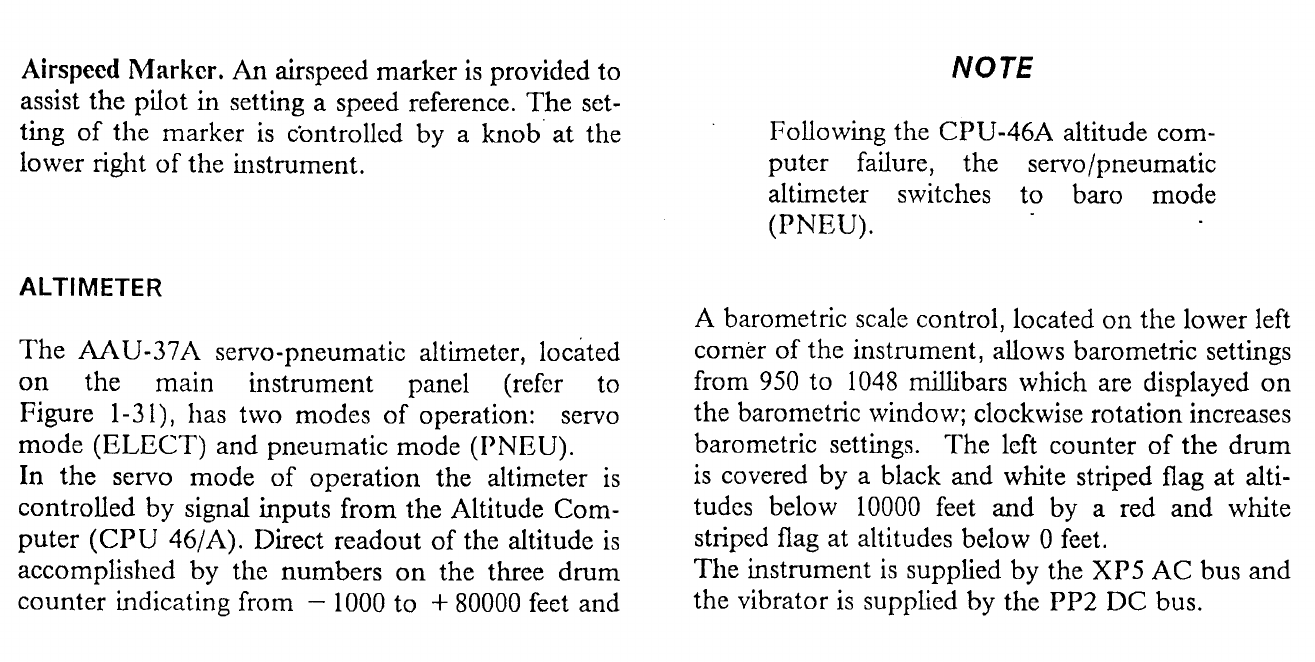 Airspeed Marker. An airspeed marker is provided to
assist the pilot in setting a speed reference. The set-
ting of the marker is controlled by a knob at the
lower right of the instrument.
ALTIMETER
The AAU-37A servo-pneumatic altimeter, located
on the main instrument panel (refer to
Figure 1-31), has two modes of operation: servo
mode (ELECT) and pneumatic mode (PNEU).
In the servo mode of operation the altimeter is
controlled by signal inputs from the Altitude Com-
puter (CPU 46/A). Direct readout of the altitude is
accomplished by the numbers on the three drum
counter indicating from − 1000 to + 80000 feet and
NOTE
Following the CPU-46A altitude com-
puter failure, the servo/pneumatic
altimeter switches to baro mode
(PNEU).
A barometric scale control, located on the lower left
corner of the instrument, allows barometric settings
from 950 to 1048 millibars which are displayed on
the barometric window; clockwise rotation increases
barometric settings. The left counter of the drum
is covered by a black and white striped flag at alti-
tudes below 10000 feet and by a red and white
striped flag at altitudes below 0 feet.
The instrument is supplied by the XP5 AC bus and
the vibrator is supplied by the PP2 DC bus.